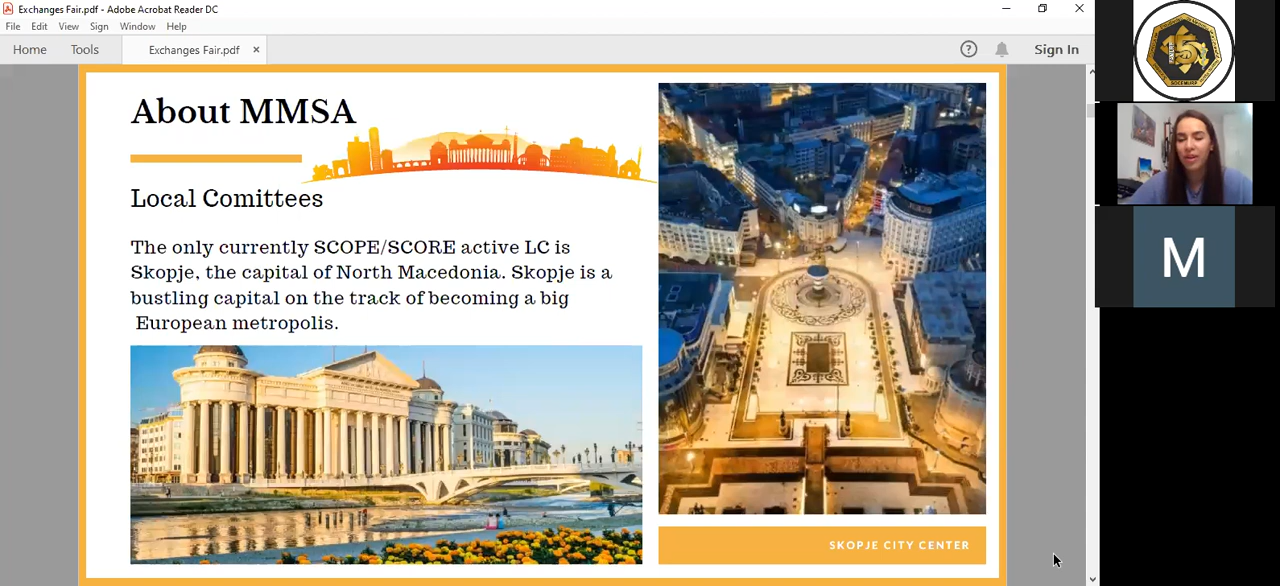 Exchanges Fair.pdf - Adobe Acrobat Reader DC
File Edit View Sign Window Help
Home Tools Exchanges Fair.pdf × ? Sign In
About MMSA
Local Comittees
The only currently SCOPE/SCORE active LC is
Skopje, the capital of North Macedonia. Skopje is a
bustling capital on the track of becoming a big
European metropolis.
SKOPJE CITY CENTER
15
SOCEMURP
M